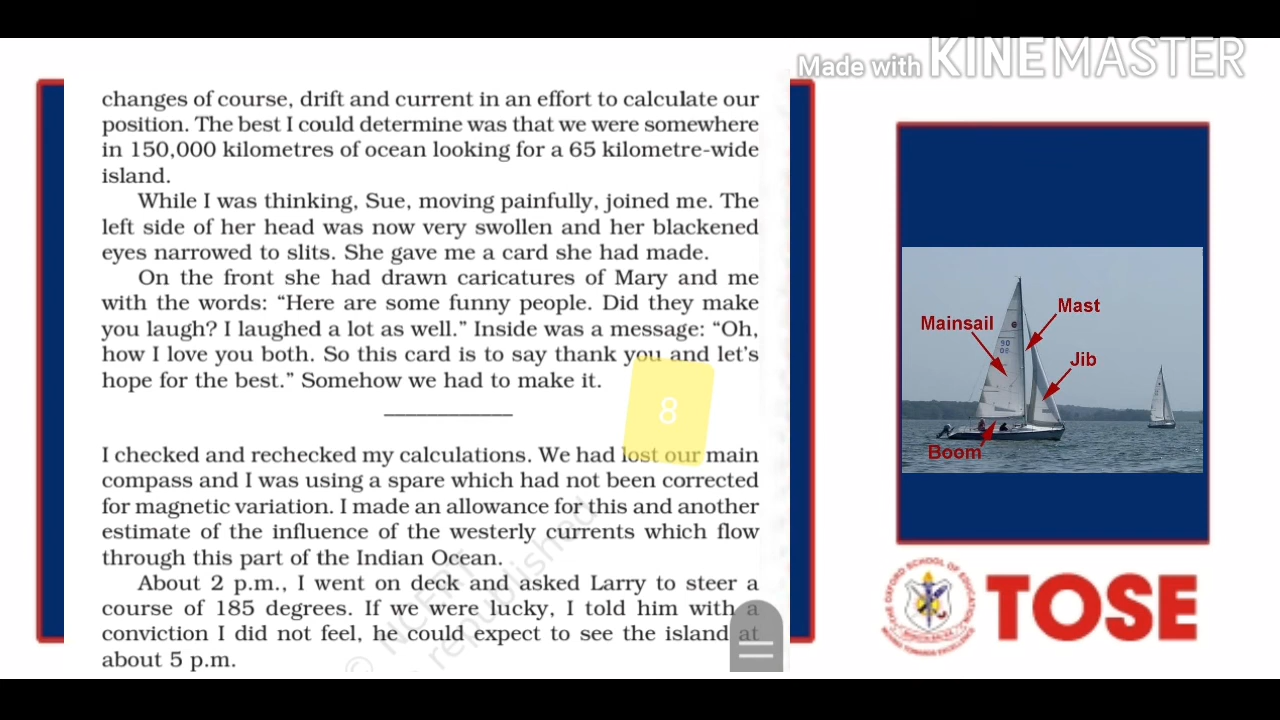 Made with KINEMASTER
changes of course, drift and current in an effort to calculate our
position. The best I could determine was that we were somewhere
in 150,000 kilometres of ocean looking for a 65 kilometre-wide
island.
While I was thinking, Sue, moving painfully, joined me. The
left side of her head was now very swollen and her blackened
eyes narrowed to slits. She gave me a card she had made.
On the front she had drawn caricatures of Mary and me
with the words: “Here are some funny people. Did they make
you laugh? I laughed a lot as well.” Inside was a message: “Oh,
how I love you both. So this card is to say thank you and let’s
hope for the best.” Somehow we had to make it.
8
I checked and rechecked my calculations. We had lost our main
compass and I was using a spare which had not been corrected
for magnetic variation. I made an allowance for this and another
estimate of the influence of the westerly currents which flow
through this part of the Indian Ocean.
About 2 p.m., I went on deck and asked Larry to steer a
course of 185 degrees. If we were lucky, I told him with a
conviction I did not feel, he could expect to see the island at
about 5 p.m.
© NCERT
republished
Mainsail
Mast
Jib
Boom
90
THE OXFORD SCHOOL OF EDUCATION
TOSE